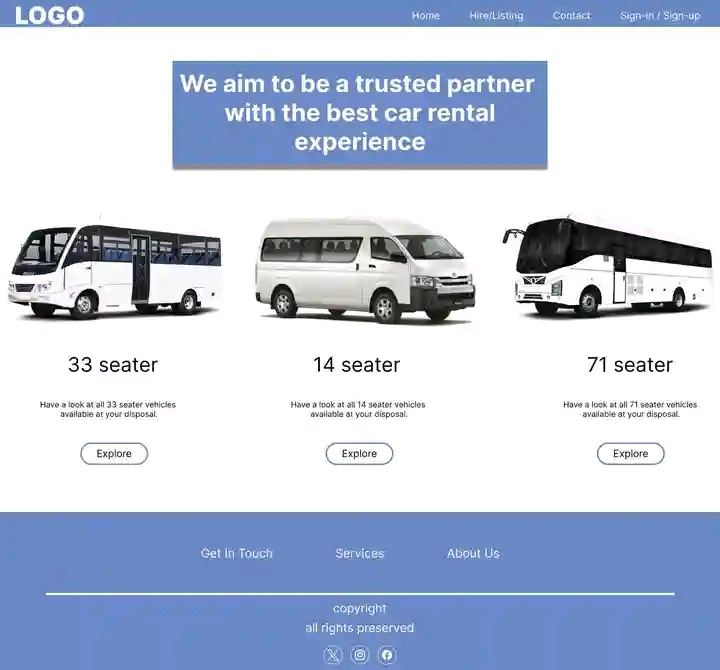 LOGO
Home
Hire/Listing
Contact
Sign-in / Sign-up
We aim to be a trusted partner
with the best car rental
experience
33 seater
Have a look at all 33 seater vehicles
available at your disposal.
Explore
14 seater
Have a look at all 14 seater vehicles
available at your disposal.
Explore
71 seater
Have a look at all 71 seater vehicles
available at your disposal.
Explore
Get In Touch
Services
About Us
copyright
all rights preserved